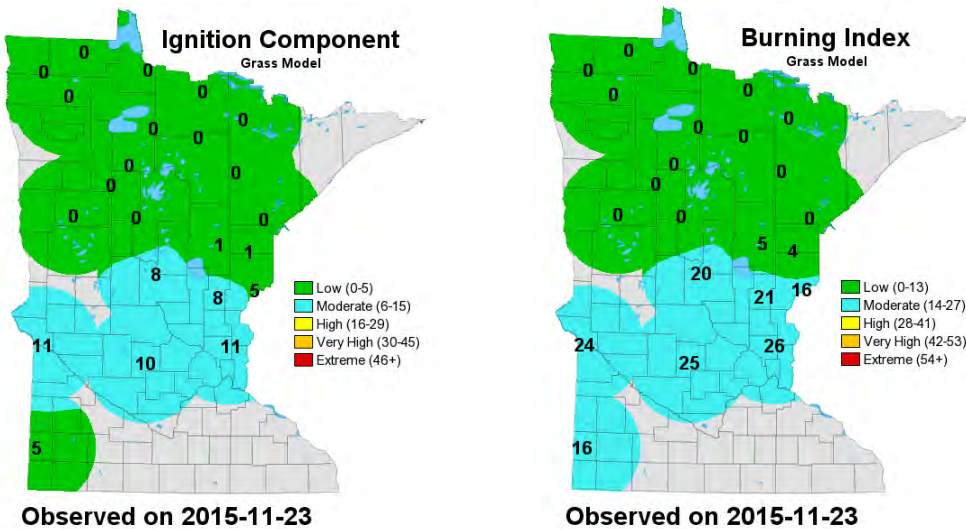 Ignition Component
Grass Model
0
0
0
0
0
0
0
0
0
0
0
0
0
0
1
1
8
5
8
11
11
10
5
Low (0-5)
Moderate (6-15)
High (16-29)
Very High (30-45)
Extreme (46+)
Observed on 2015-11-23
Burning Index
Grass Model
0
0
0
0
0
0
0
0
0
0
0
0
0
0
5
4
20
16
21
24
26
25
16
Low (0-13)
Moderate (14-27)
High (28-41)
Very High (42-53)
Extreme (54+)
Observed on 2015-11-23